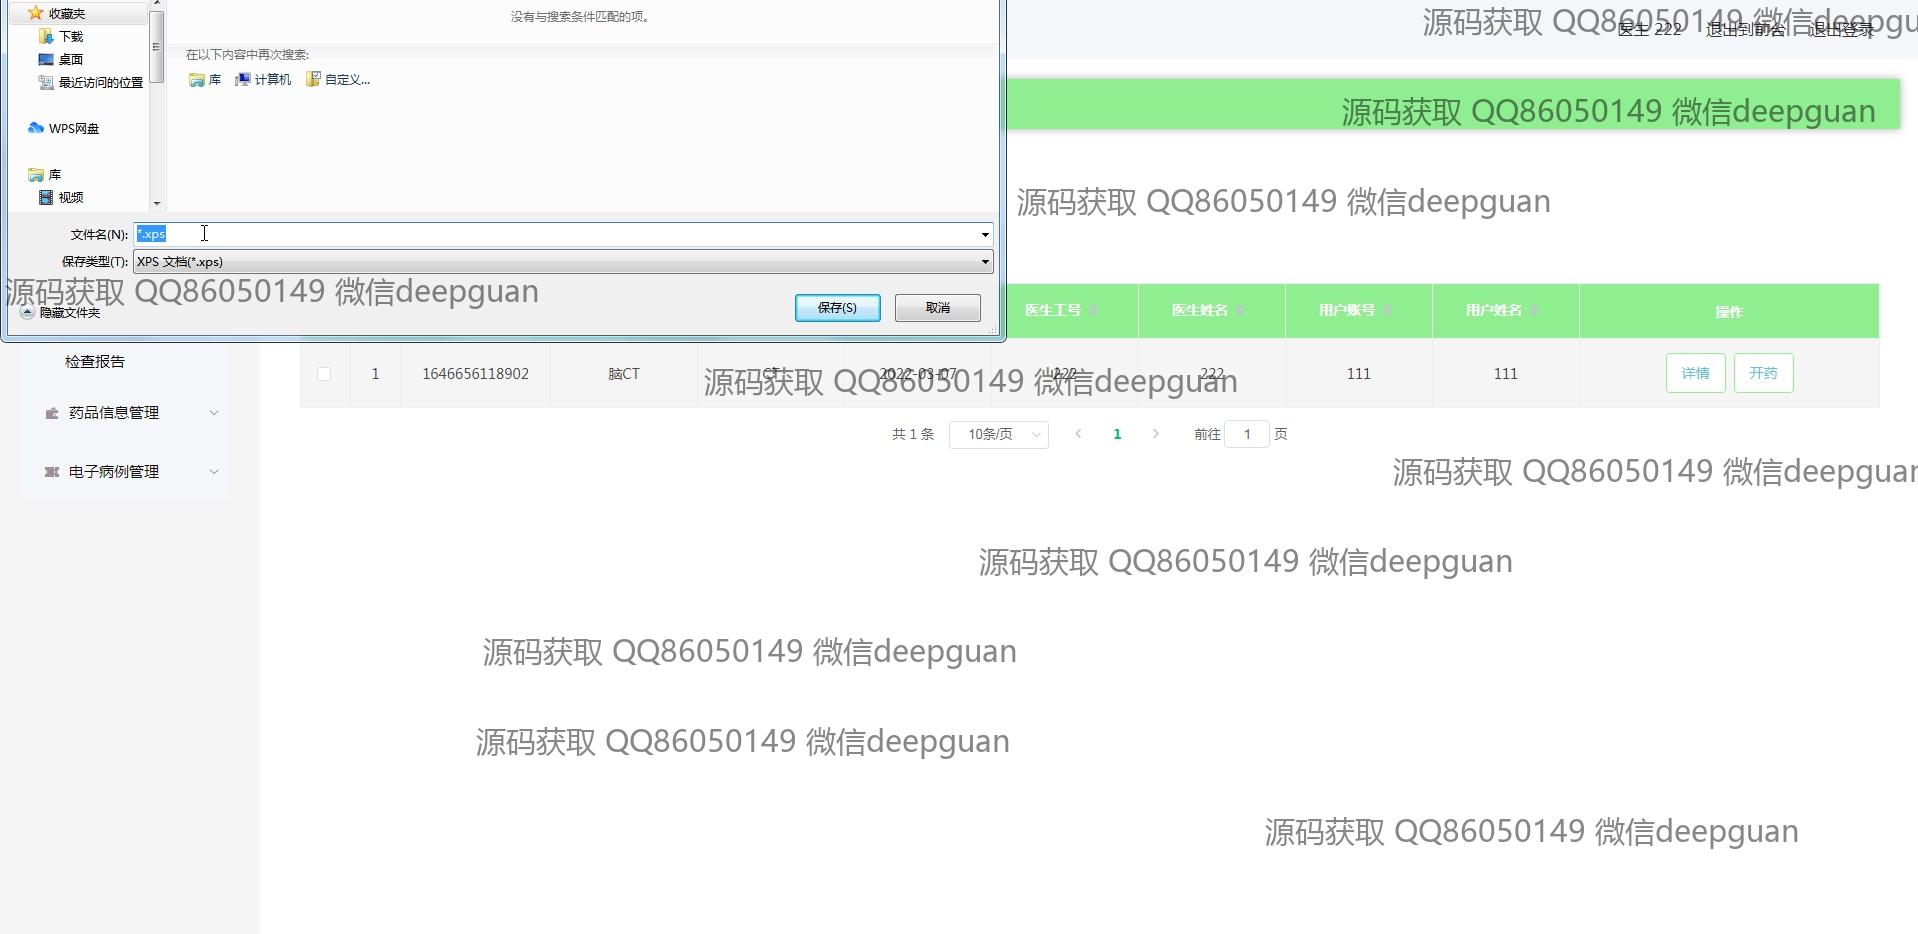 收藏夹
下载
桌面
最近访问的位置
WPS网盘
库
视频
没有与搜索条件匹配的项。
在以下内容中再次搜索:
库 计算机 自定义...
文件名(N): *.xps
保存类型(T): XPS 文档(*.xps)
隐藏文件夹
保存(S) 取消
源码获取 QQ86050149 微信deepguan
医生 222 退出到前台 退出登录
源码获取 QQ86050149 微信deepgu
源码获取 QQ86050149 微信deepguan
源码获取 QQ86050149 微信deepguan
医生工号 医生姓名 用户账号 用户姓名 操作
检查报告
药品信息管理
电子病例管理
1 1646656118902 脑CT CT 2022-03-07 222 222 111 111 详情 开药
源码获取 QQ86050149 微信deepguan
共 1 条 10条/页 1 前往 1 页
源码获取 QQ86050149 微信deepguan
源码获取 QQ86050149 微信deepguan
源码获取 QQ86050149 微信deepguan
源码获取 QQ86050149 微信deepguan
源码获取 QQ86050149 微信deepguan